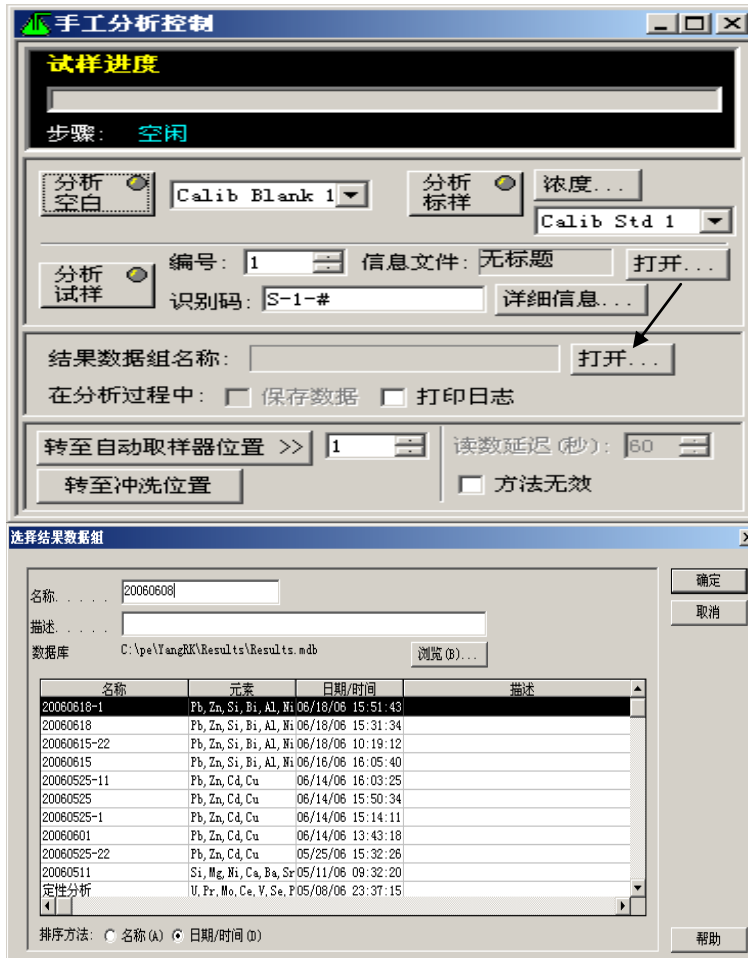 手工分析控制
试样进度
步骤: 空闲
分析空白 Calib Blank 1 分析标样 浓度...
Calib Std 1
分析试样 编号: 1 信息文件: 无标题 打开...
识别码: S-1-# 详细信息...
结果数据组名称: 打开...
在分析过程中: 保存数据 打印日志
转至自动取样器位置 >> 1 读数延迟(秒): 60
转至冲洗位置 方法无效
选择结果数据组
名称..... 20060608 确定
描述..... 取消
数据库 C:\pe\YangRK\Results\Results.mdb 浏览(B)...
名称 元素 日期/时间 描述
20060618-1 Pb,Zn,Si,Bi,Al,Ni 06/18/06 15:51:43
20060618 Pb,Zn,Si,Bi,Al,Ni 06/18/06 15:31:34
20060615-22 Pb,Zn,Si,Bi,Al,Ni 06/18/06 10:19:12
20060615 Pb,Zn,Si,Bi,Al,Ni 06/16/06 16:05:40
20060525-11 Pb,Zn,Cd,Cu 06/14/06 16:03:25
20060525 Pb,Zn,Cd,Cu 06/14/06 15:50:34
20060525-1 Pb,Zn,Cd,Cu 06/14/06 15:14:11
20060601 Pb,Zn,Cd,Cu 06/14/06 13:43:18
20060525-22 Pb,Zn,Cd,Cu 05/25/06 15:32:26
20060511 Si,Mg,Ni,Ca,Ba,Sr 05/11/06 09:32:20
定性分析 U,Pr,Mo,Ce,V,Se,P 05/08/06 23:37:15
排序方法: 名称(A) 日期/时间(D) 帮助